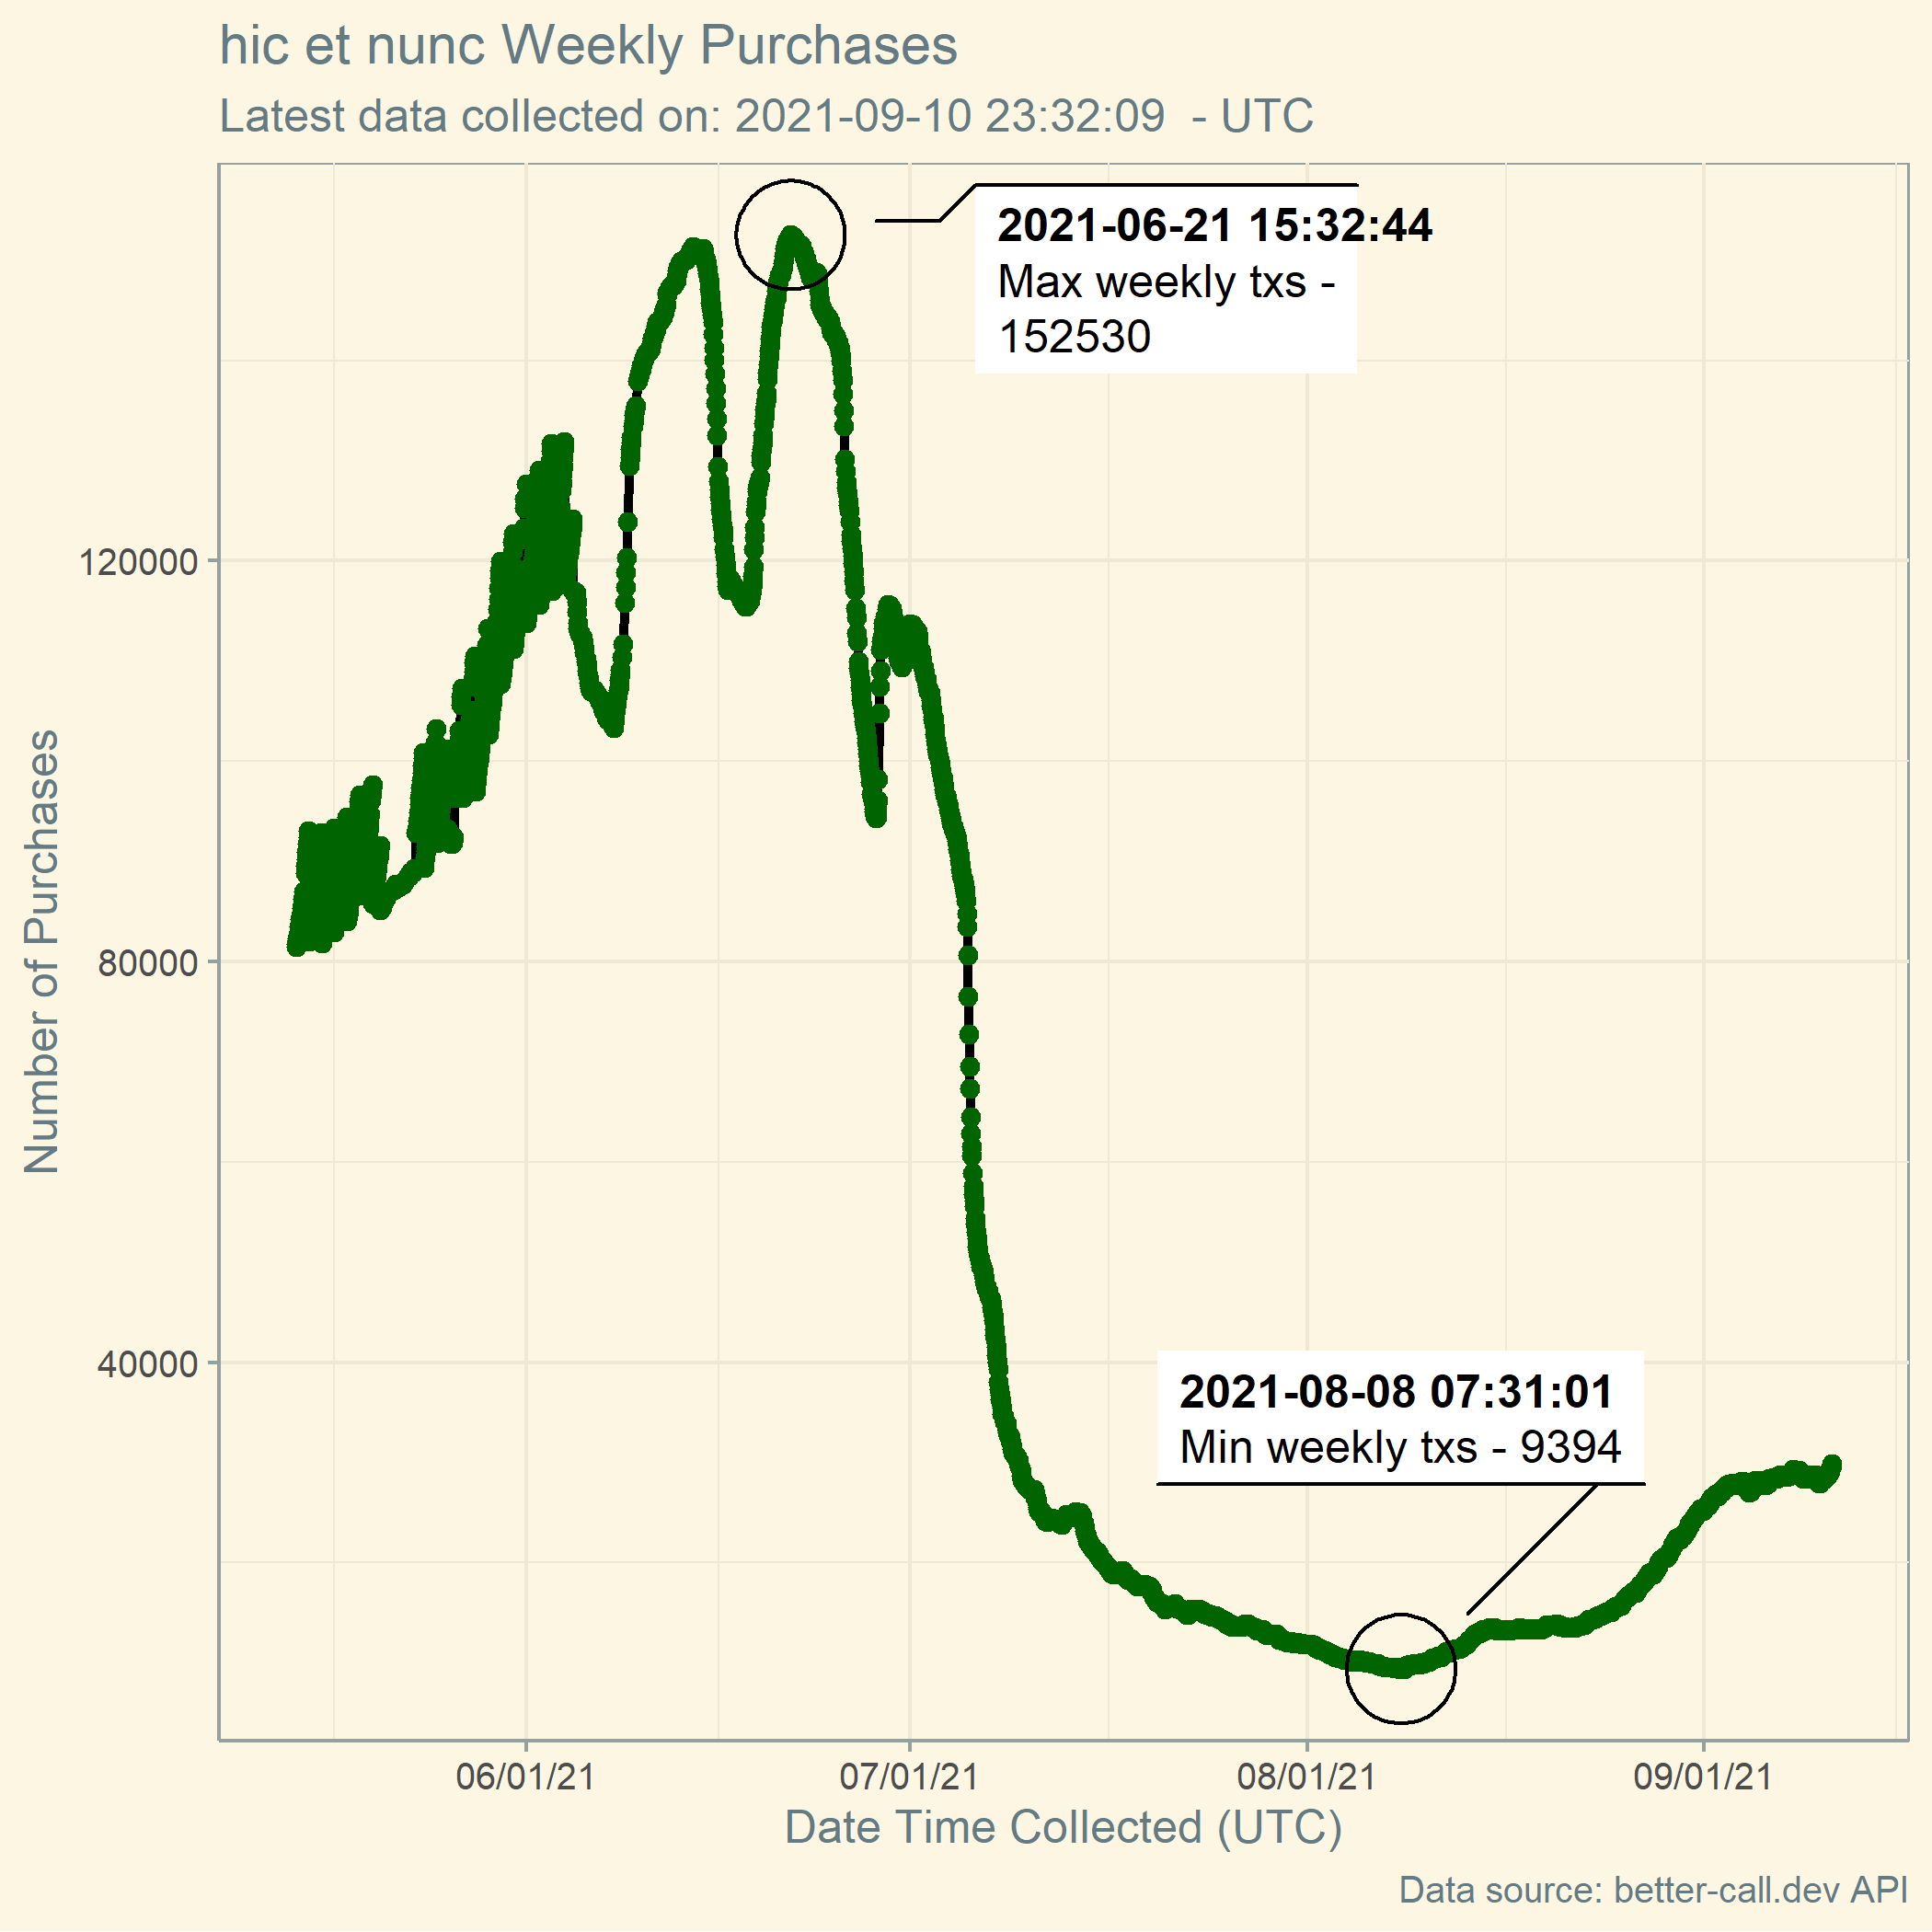 hic et nunc Weekly Purchases
Latest data collected on: 2021-09-10 23:32:09  - UTC
2021-06-21 15:32:44
Max weekly txs -
152530
120000
80000
40000
Number of Purchases
2021-08-08 07:31:01
Min weekly txs - 9394
06/01/21 07/01/21 08/01/21 09/01/21
Date Time Collected (UTC)
Data source: better-call.dev API